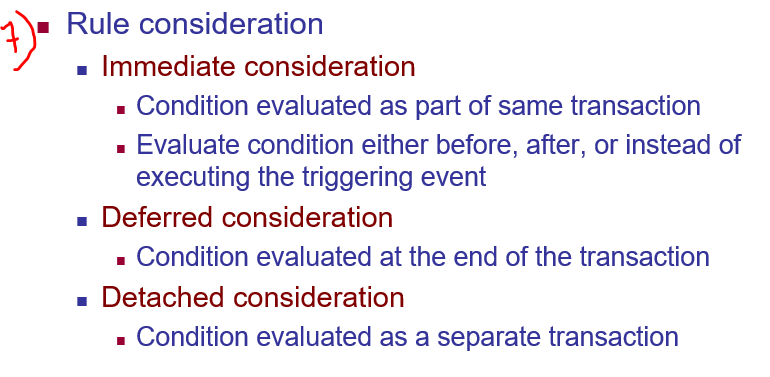 7) Rule consideration
Immediate consideration
Condition evaluated as part of same transaction
Evaluate condition either before, after, or instead of
executing the triggering event
Deferred consideration
Condition evaluated at the end of the transaction
Detached consideration
Condition evaluated as a separate transaction